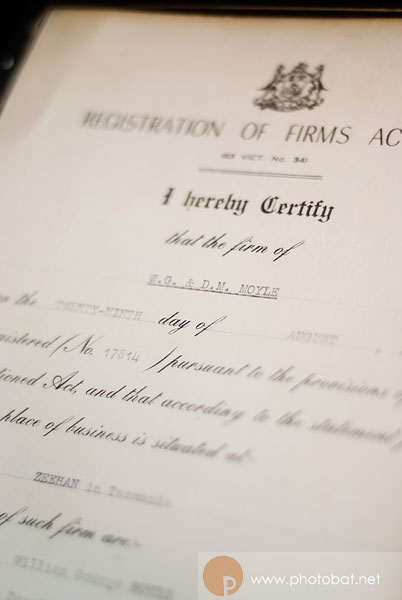 REGISTRATION OF FIRMS AC
(63 VICT. No. 34)
I hereby Certify
that the firm of
W.G. & D.M. MOYLE
on the TWENTY-NINTH day of AUGUST
gistered (No. 17814 ) pursuant to the provisions of
tioned Act, and that according to the statement
place of business is situated at
ZEEHAN in Tasmania
of such firm are:-
William George MOYLE
p www.photobat.net